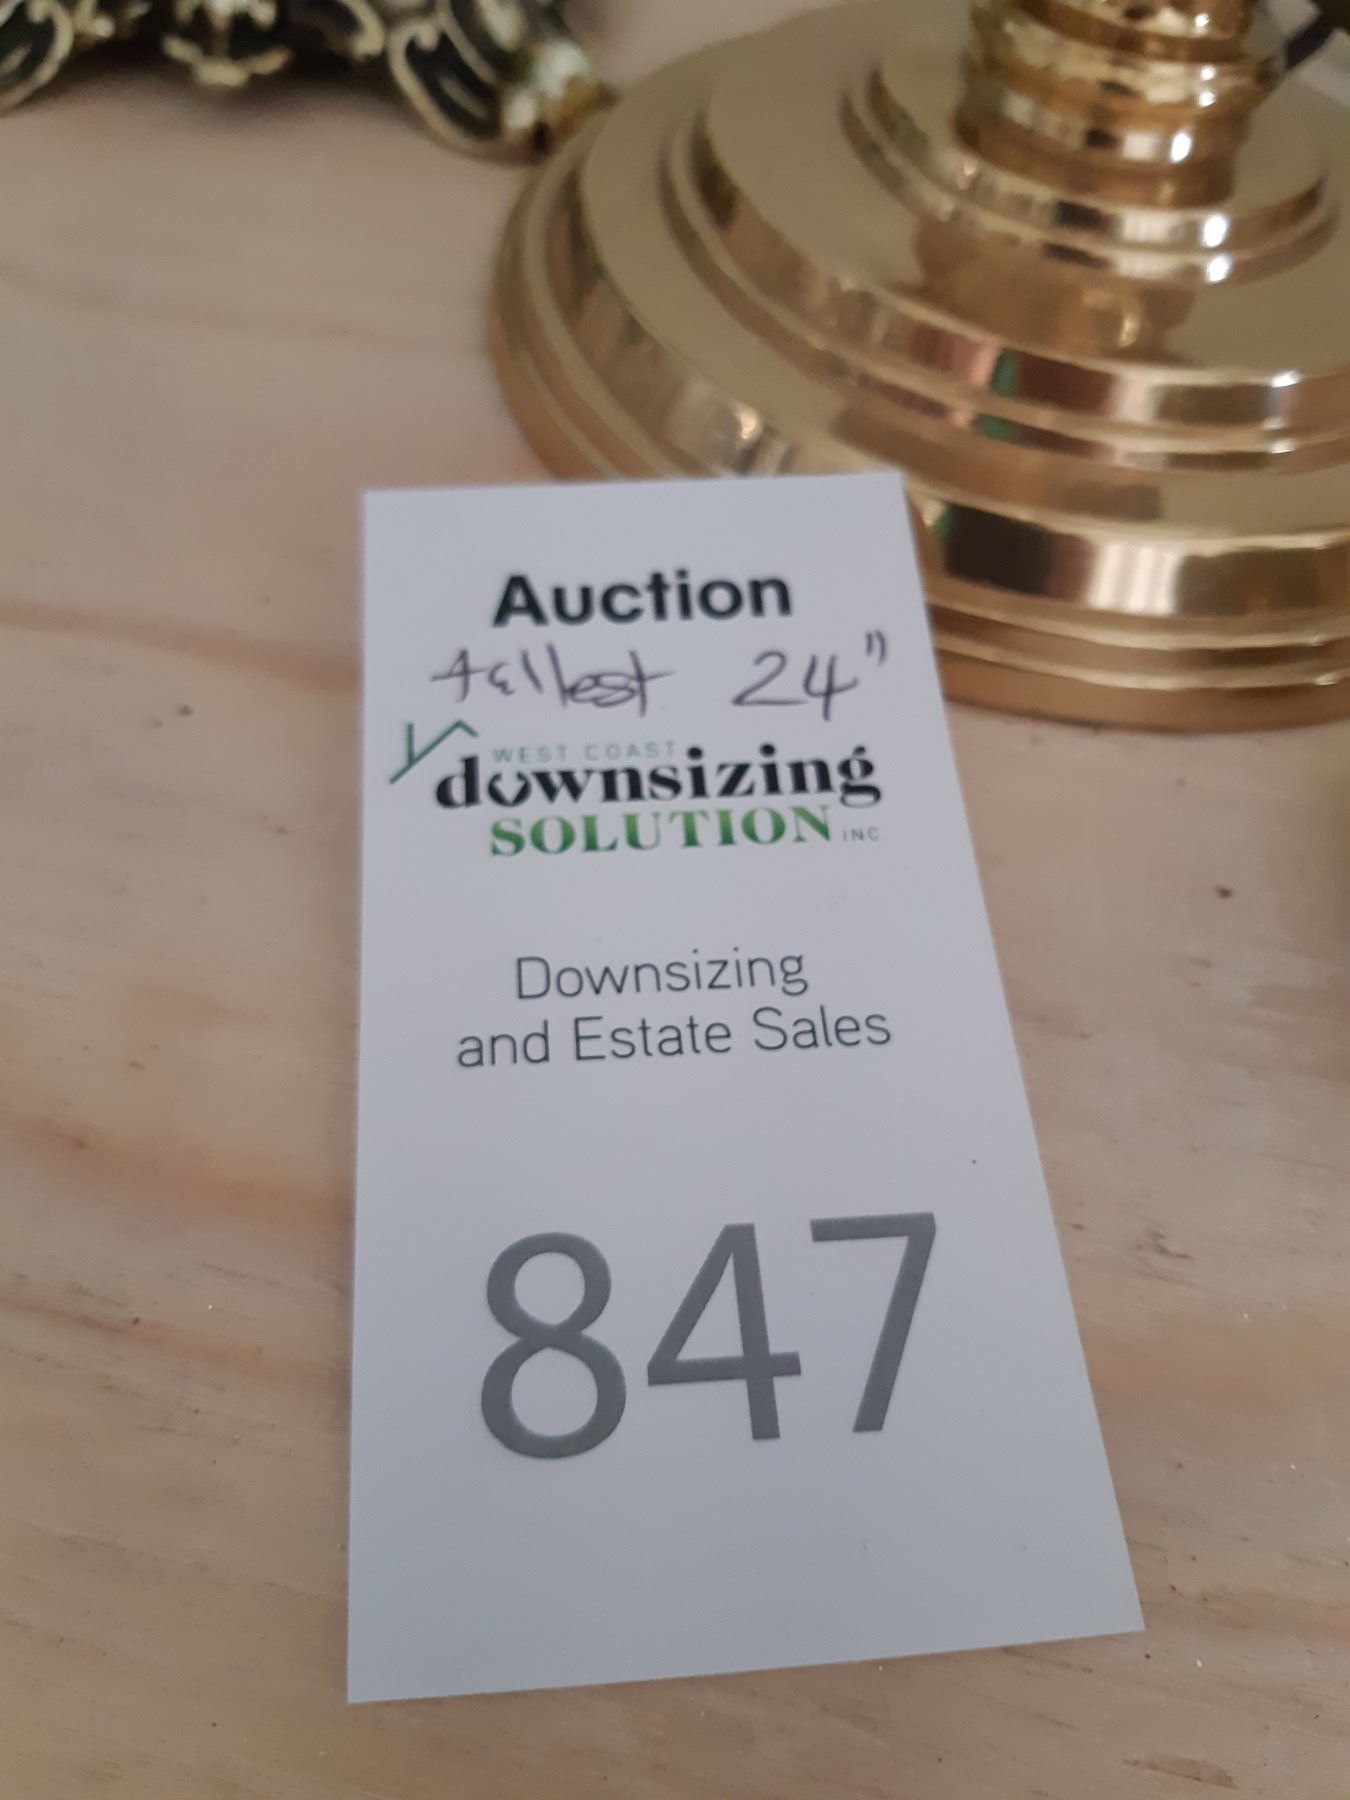 Auction
tallest 24"
WEST COAST
downsizing
SOLUTION INC.
Downsizing
and Estate Sales
847